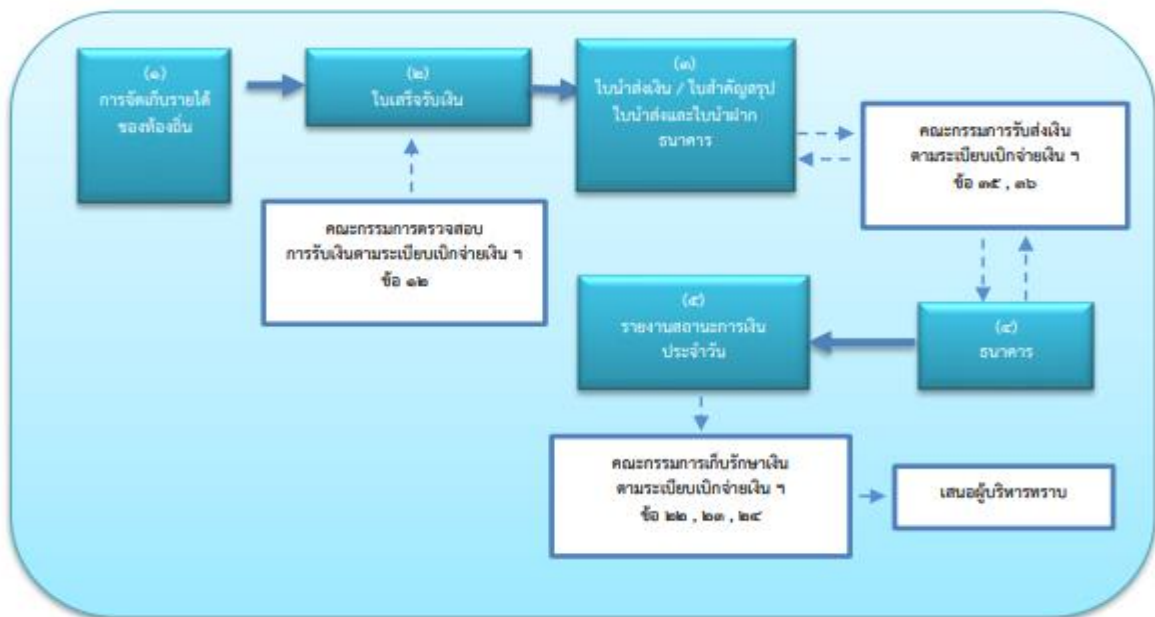 (๑)
การจัดเก็บรายได้
ของท้องถิ่น
(๒)
ใบเสร็จรับเงิน
(๓)
ใบนำส่งเงิน / ใบสำคัญสรุป
ใบนำส่งและใบนำฝาก
ธนาคาร
คณะกรรมการรับส่งเงิน
ตามระเบียบเบิกจ่ายเงิน ฯ
ข้อ ๓๕ , ๓๖
คณะกรรมการตรวจสอบ
การรับเงินตามระเบียบเบิกจ่ายเงิน ฯ
ข้อ ๑๒
(๔)
ธนาคาร
(๕)
รายงานสถานะการเงิน
ประจำวัน
คณะกรรมการเก็บรักษาเงิน
ตามระเบียบเบิกจ่ายเงิน ฯ
ข้อ ๒๒ , ๒๓ , ๒๔
เสนอผู้บริหารทราบ